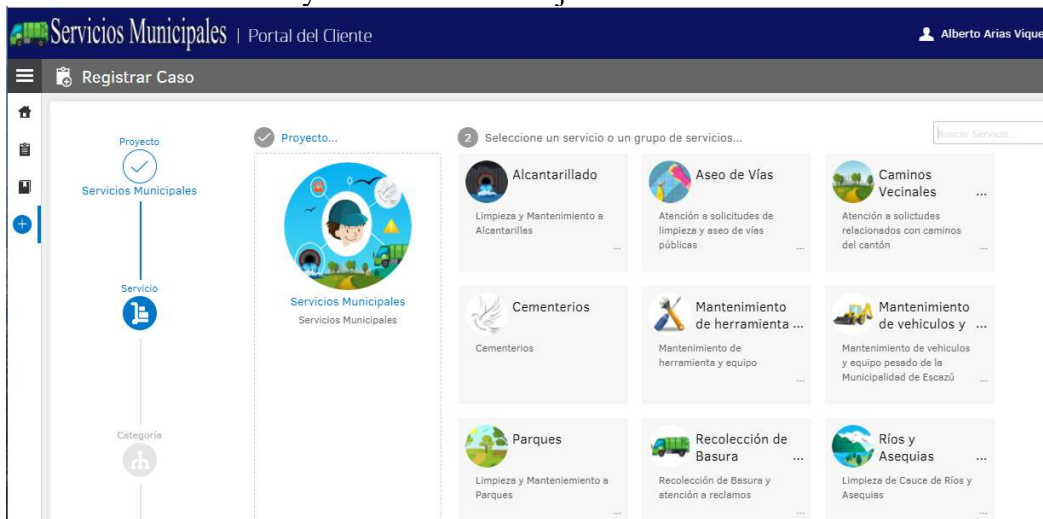 Servicios Municipales | Portal del Cliente
Alberto Arias Vique
Registrar Caso
Proyecto
Servicios Municipales
Servicio
Categoría
Proyecto...
Servicios Municipales
Servicios Municipales
2 Seleccione un servicio o un grupo de servicios...
Buscar Servicio...
Alcantarillado
Limpieza y Mantenimiento a
Alcantarillas
...
Aseo de Vías
Atención a solicitudes de
limpieza y aseo de vías
públicas
...
Caminos
Vecinales ...
Atención a solictudes
relacionados con caminos
del cantón
...
Cementerios
Cementerios
Mantenimiento
de herramienta ...
Mantenimiento de
herramienta y equipo
...
Mantenimiento
de vehiculos y ...
Mantenimiento de vehiculos
y equipo pesado de la
Municipalidad de Escazú
...
Parques
Limpieza y Manteniemiento a
Parques
...
Recolección de
Basura ...
Recolección de Basura y
atención a reclamos
...
Ríos y
Asequias ...
Limpieza de Cauce de Ríos y
Asequias
...